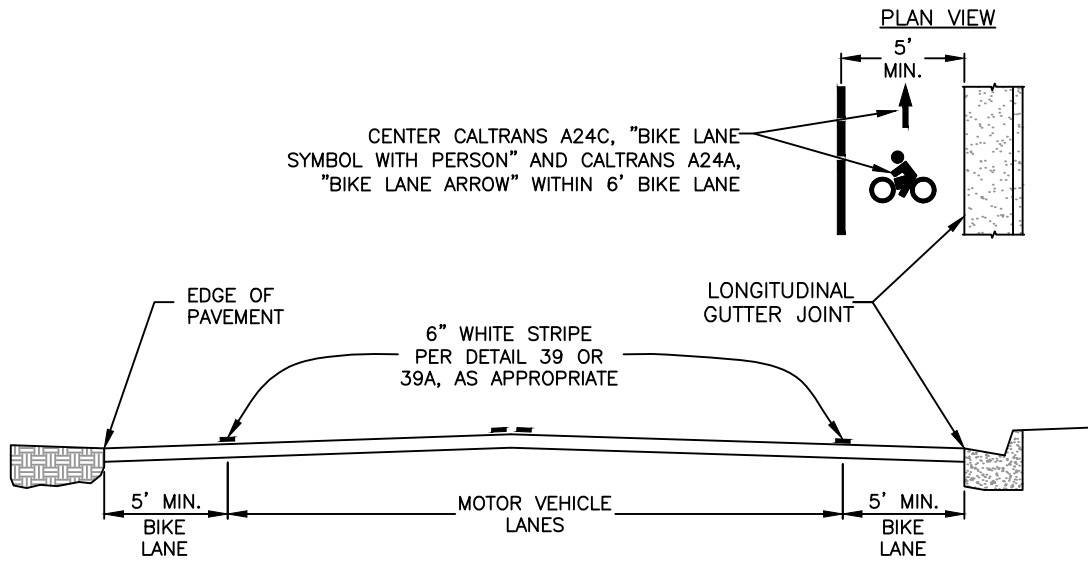 PLAN VIEW
5'
MIN.
CENTER CALTRANS A24C, "BIKE LANE
SYMBOL WITH PERSON" AND CALTRANS A24A,
"BIKE LANE ARROW" WITHIN 6' BIKE LANE
EDGE OF
PAVEMENT
6" WHITE STRIPE
PER DETAIL 39 OR
39A, AS APPROPRIATE
LONGITUDINAL
GUTTER JOINT
5' MIN.
BIKE
LANE
MOTOR VEHICLE
LANES
5' MIN.
BIKE
LANE